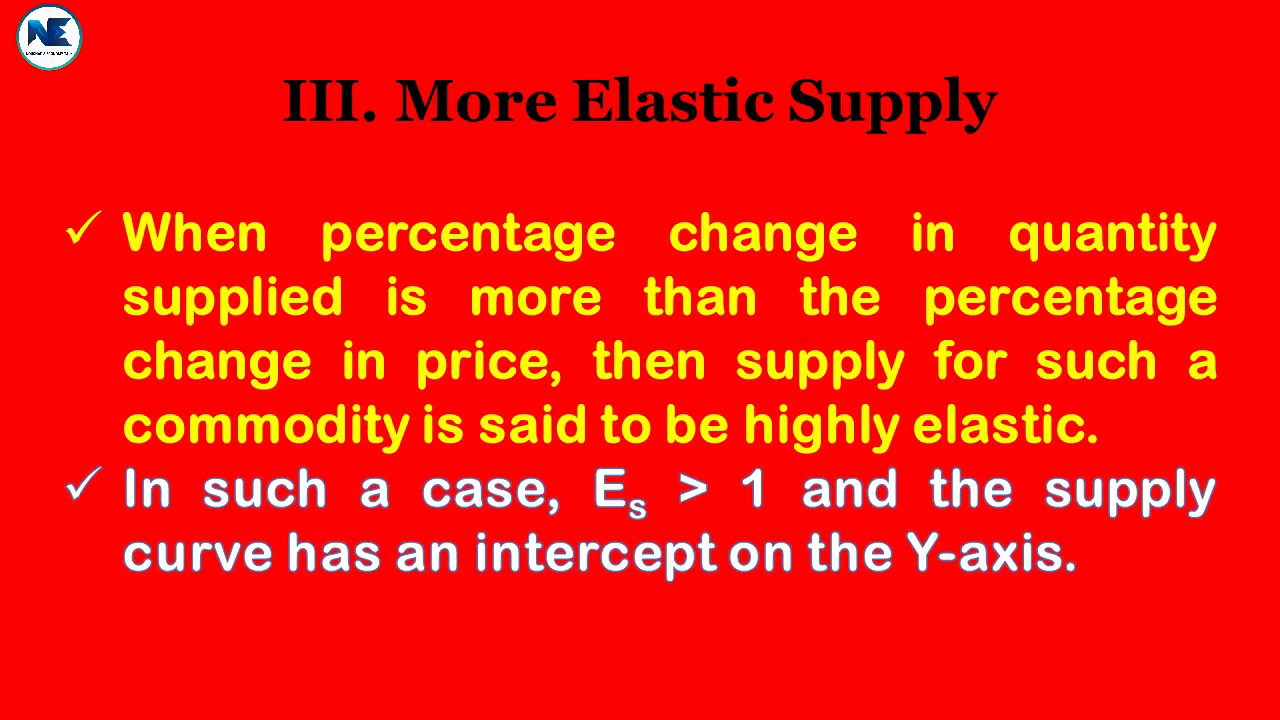 NE
III. More Elastic Supply
✓ When percentage change in quantity
supplied is more than the percentage
change in price, then supply for such a
commodity is said to be highly elastic.
✓ In such a case, Es > 1 and the supply
curve has an intercept on the Y-axis.